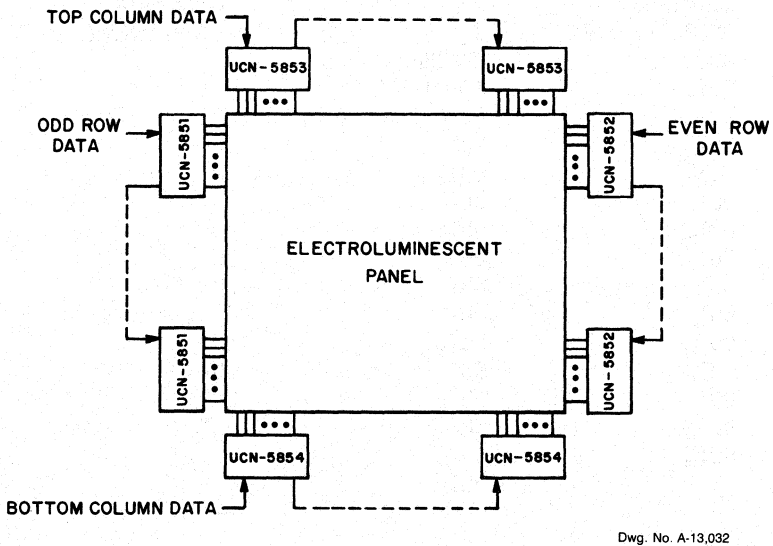 TOP COLUMN DATA
UCN-5853
UCN-5853
ODD ROW
DATA
UCN-5851
UCN-5852
EVEN ROW
DATA
ELECTROLUMINESCENT
PANEL
UCN-5851
UCN-5852
UCN-5854
UCN-5854
BOTTOM COLUMN DATA
Dwg. No. A-13,032